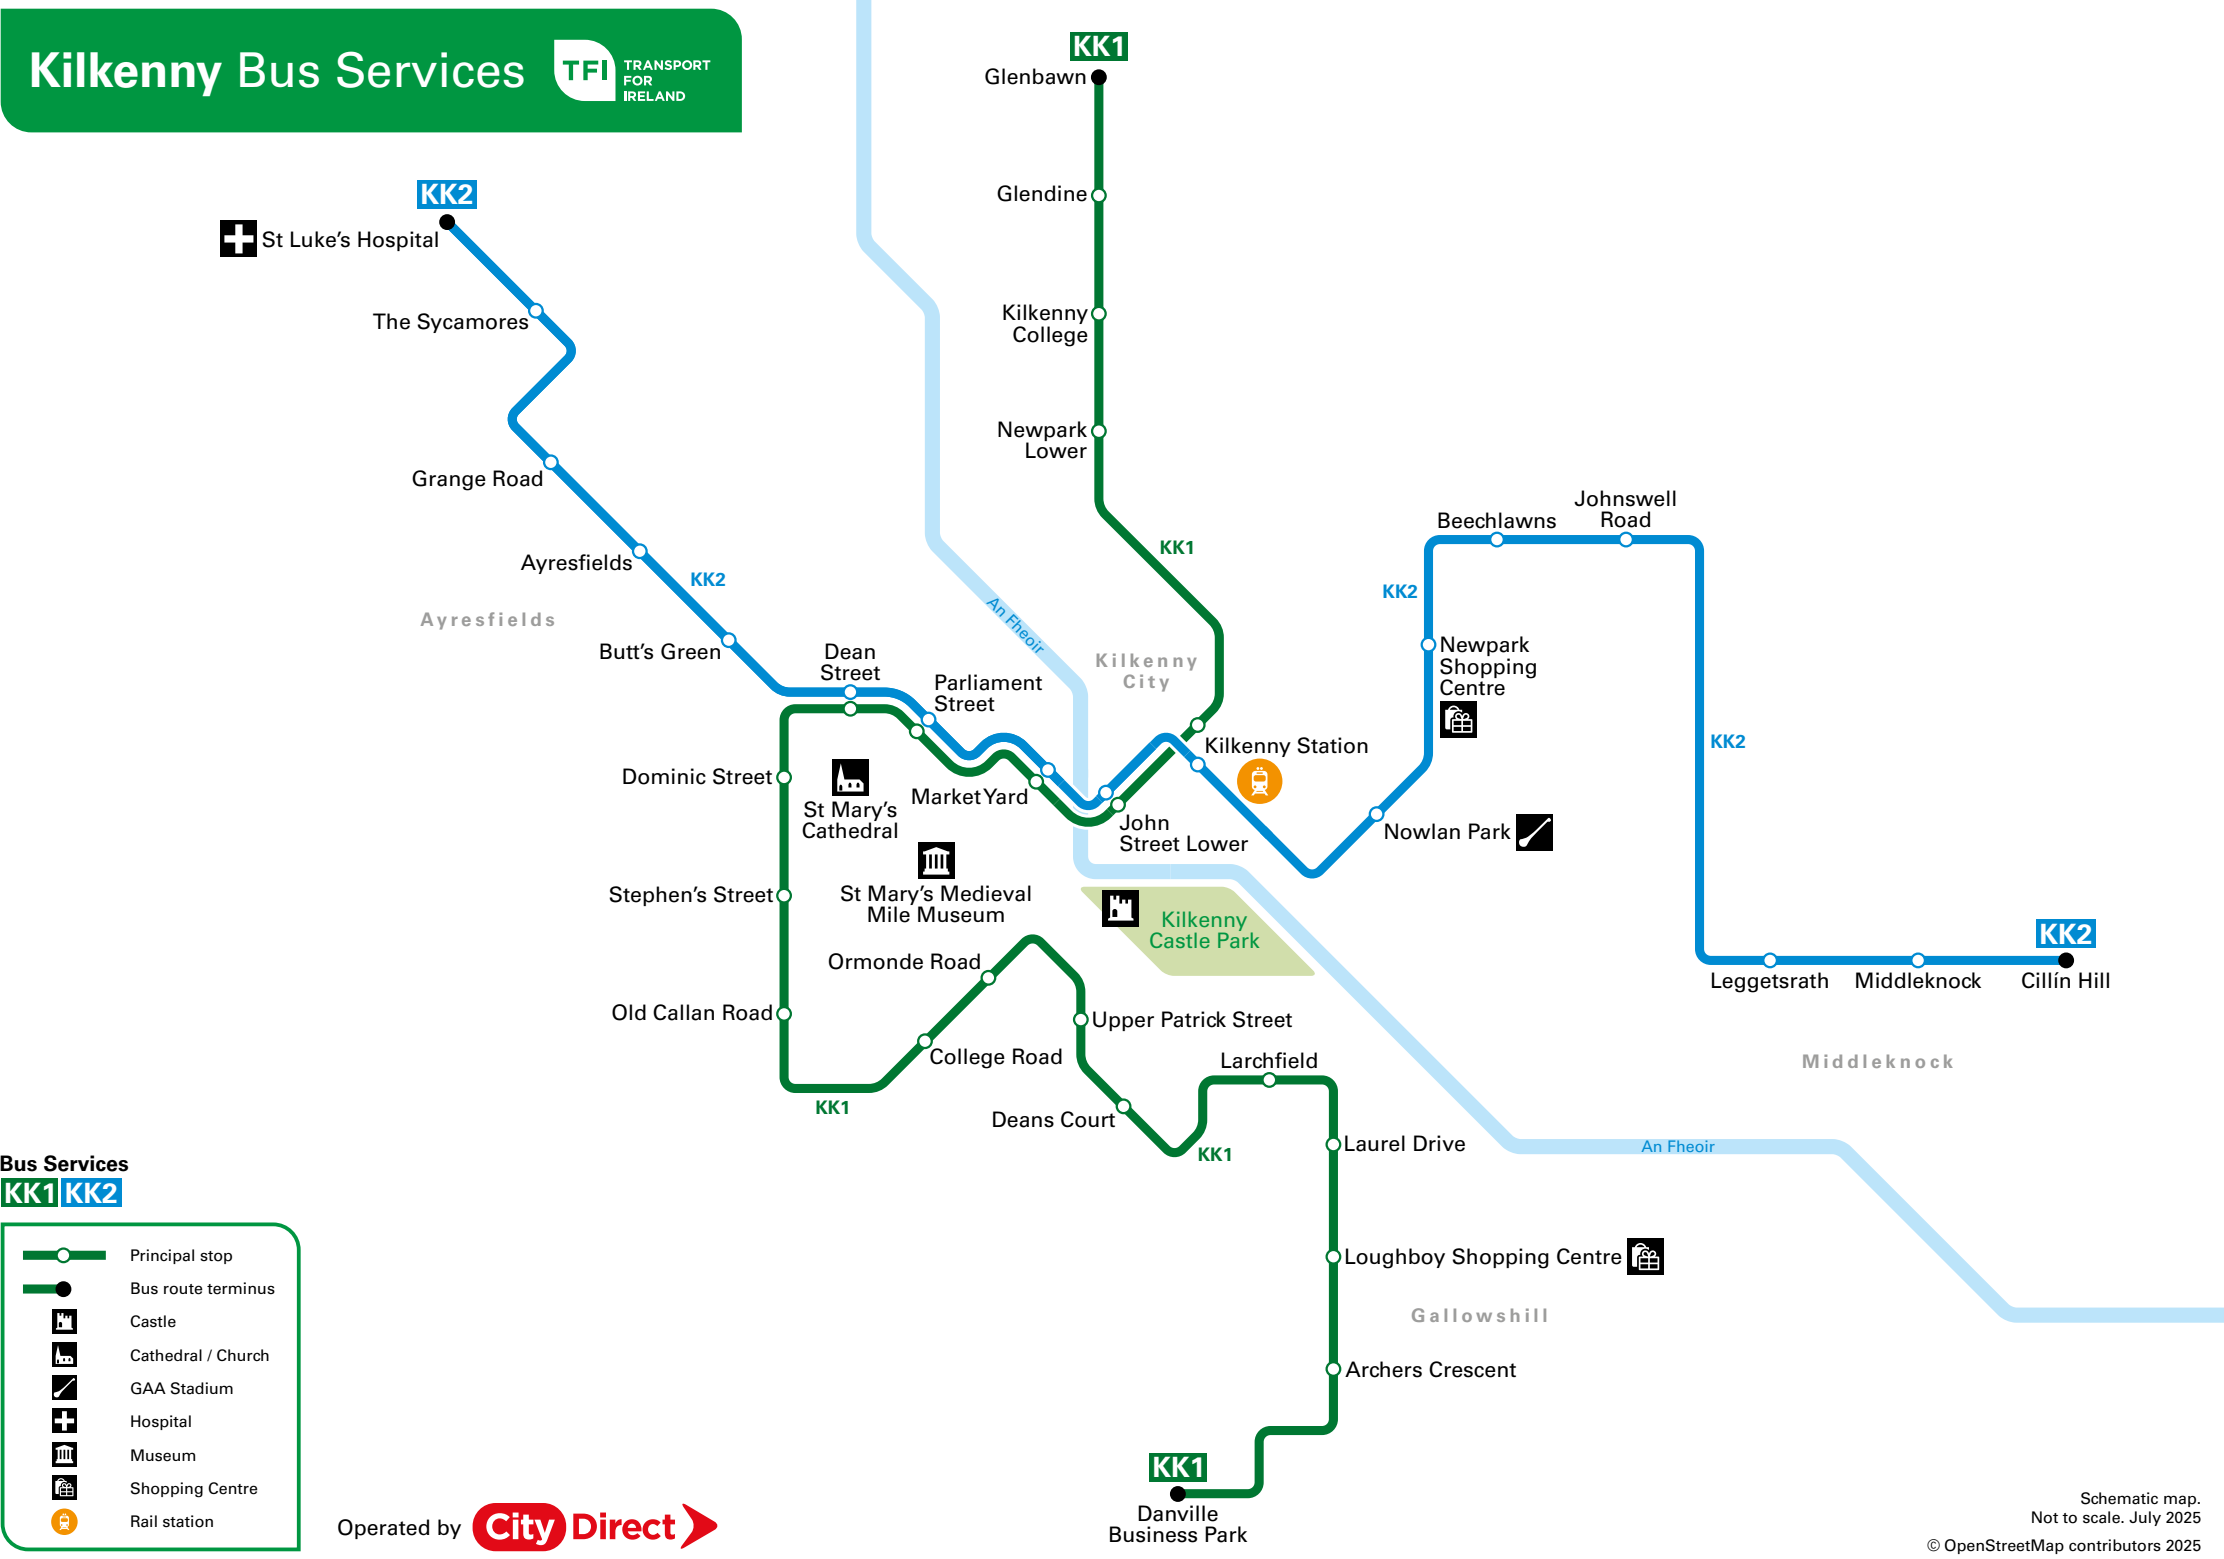 Kilkenny Bus Services
TFI
TRANSPORT
FOR
IRELAND
KK1
Glenbawn
Glendine
Kilkenny
College
Newpark
Lower
KK1
KK2
St Luke's Hospital
The Sycamores
Grange Road
Ayresfields
KK2
Ayresfields
Butt's Green
Dean
Street
Parliament
Street
An Fheoir
Kilkenny
City
Market Yard
John
Street Lower
Kilkenny Station
Nowlan Park
Newpark
Shopping
Centre
KK2
Beechlawns
Johnswell
Road
KK2
Leggetsrath
Middleknock
KK2
Cillín Hill
Middleknock
Dominic Street
St Mary's
Cathedral
Stephen's Street
St Mary's Medieval
Mile Museum
Kilkenny
Castle Park
Old Callan Road
KK1
College Road
Ormonde Road
Upper Patrick Street
Deans Court
KK1
Larchfield
Laurel Drive
An Fheoir
Loughboy Shopping Centre
Gallowshill
Archers Crescent
KK1
Danville
Business Park
Bus Services
KK1 KK2
Principal stop
Bus route terminus
Castle
Cathedral / Church
GAA Stadium
Hospital
Museum
Shopping Centre
Rail station
Operated by City Direct
Schematic map.
Not to scale. July 2025
© OpenStreetMap contributors 2025